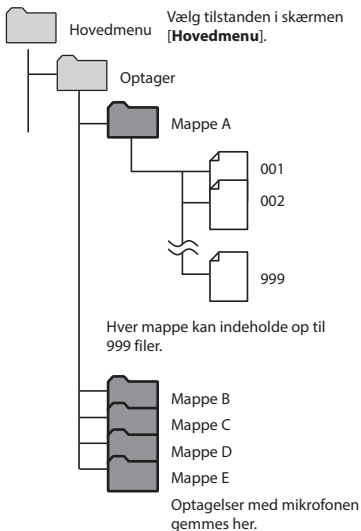 Hovedmenu
Vælg tilstanden i skærmen
[Hovedmenu].
Optager
Mappe A
001
002
999
Hver mappe kan indeholde op til
999 filer.
Mappe B
Mappe C
Mappe D
Mappe E
Optagelser med mikrofonen
gemmes her.